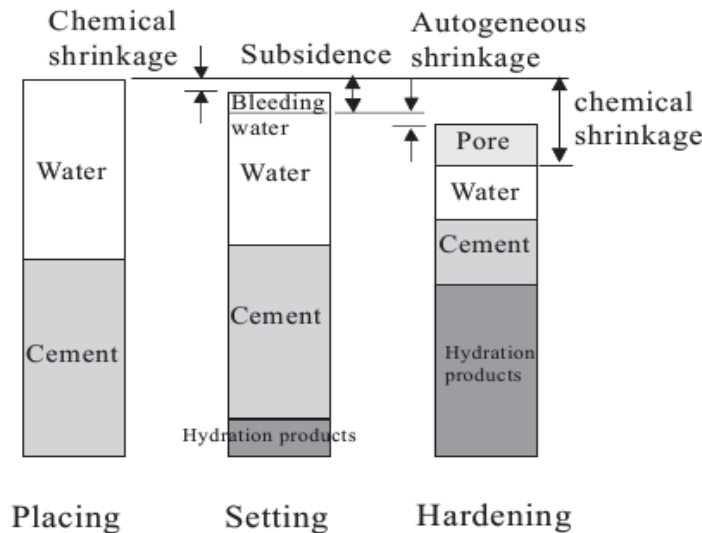 Chemical
shrinkage
Subsidence
Autogeneous
shrinkage
chemical
shrinkage
Water
Cement
Bleeding
water
Water
Cement
Hydration products
Pore
Water
Cement
Hydration
products
Placing
Setting
Hardening